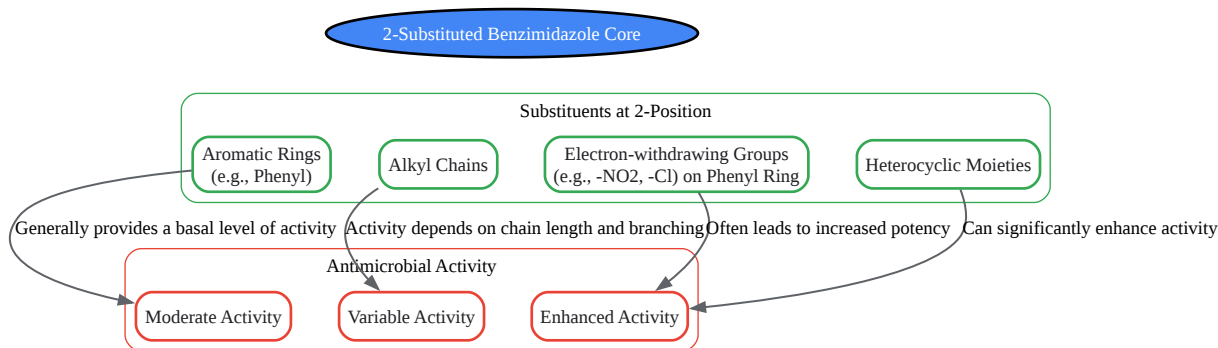 2-Substituted Benzimidazole Core
Substituents at 2-Position
Aromatic Rings
(e.g., Phenyl)
Alkyl Chains
Electron-withdrawing Groups
(e.g., -NO2, -Cl) on Phenyl Ring
Heterocyclic Moieties
Generally provides a basal level of activity
Activity depends on chain length and branching
Often leads to increased potency
Can significantly enhance activity
Antimicrobial Activity
Moderate Activity
Variable Activity
Enhanced Activity